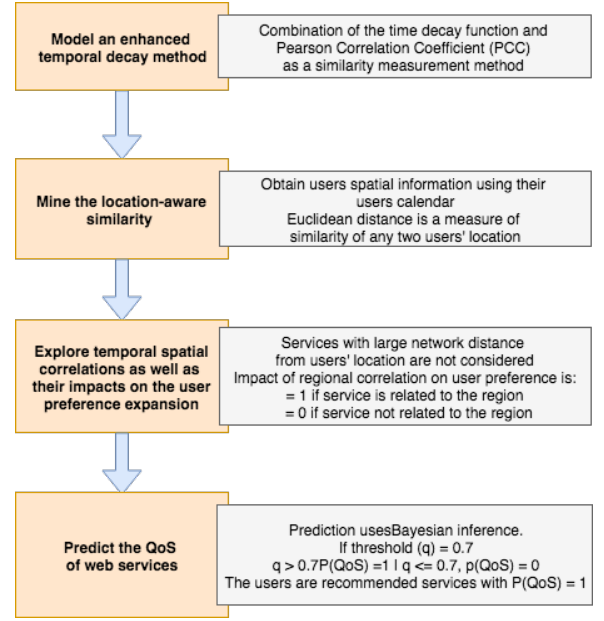 Model an enhanced
temporal decay method
Combination of the time decay function and
Pearson Correlation Coefficient (PCC)
as a similarity measurement method
Mine the location-aware
similarity
Obtain users spatial information using their
users calendar
Euclidean distance is a measure of
similarity of any two users' location
Explore temporal spatial
correlations as well as
their impacts on the user
preference expansion
Services with large network distance
from users' location are not considered
Impact of regional correlation on user preference is:
= 1 if service is related to the region
= 0 if service not related to the region
Predict the QoS
of web services
Prediction usesBayesian inference.
If threshold (q) = 0.7
q > 0.7P(QoS) =1 I q <= 0.7, p(QoS) = 0
The users are recommended services with P(QoS) = 1